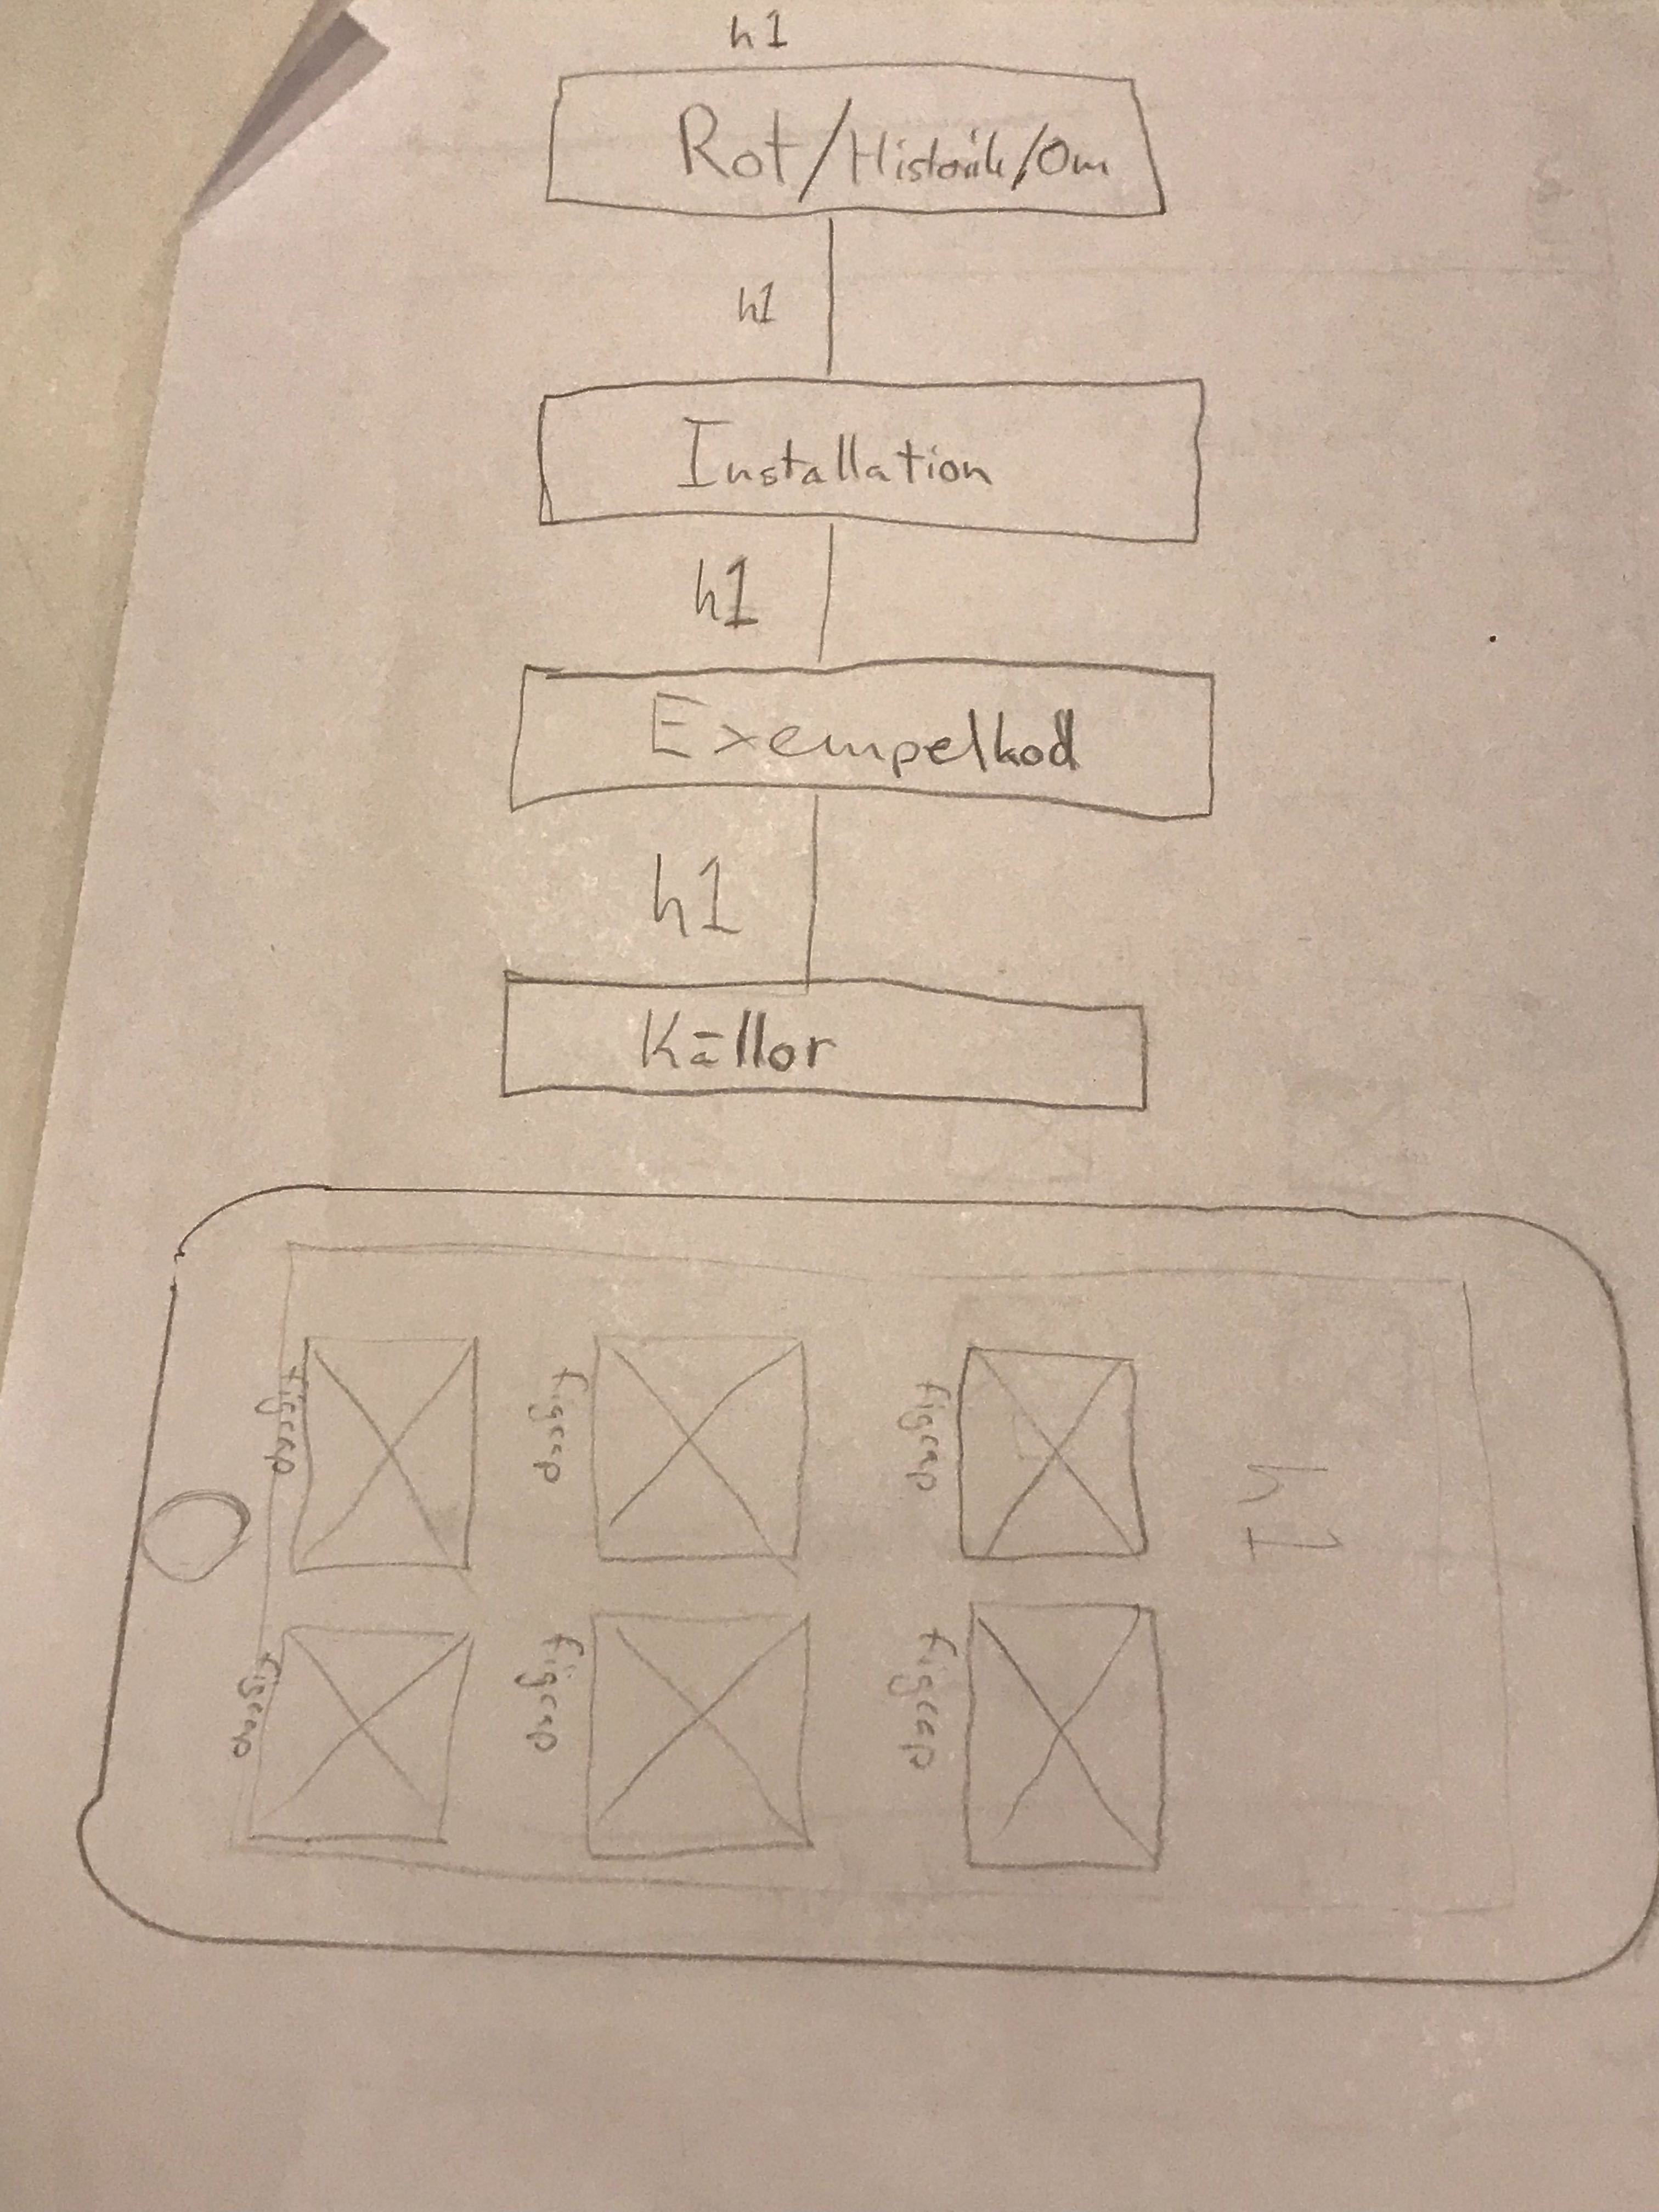 h1
Rot/Historik/Om
h1
Installation
h1
Exempelkod
h1
Källor
h1
figcap
figcap
figcap
figcap
figcap
figcap